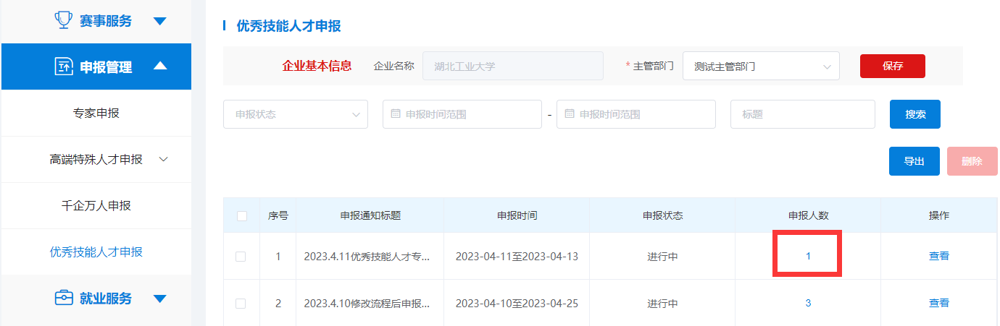 赛事服务
申报管理
专家申报
高端特殊人才申报
千企万人申报
优秀技能人才申报
就业服务
优秀技能人才申报
企业基本信息 企业名称 湖北工业大学 * 主管部门 测试主管部门 保存
申报状态 申报时间范围 - 申报时间范围 标题 搜索
导出 删除
序号 申报通知标题 申报时间 申报状态 申报人数 操作
1 2023.4.11优秀技能人才专... 2023-04-11至2023-04-13 进行中 1 查看
2 2023.4.10修改流程后申报... 2023-04-10至2023-04-25 进行中 3 查看